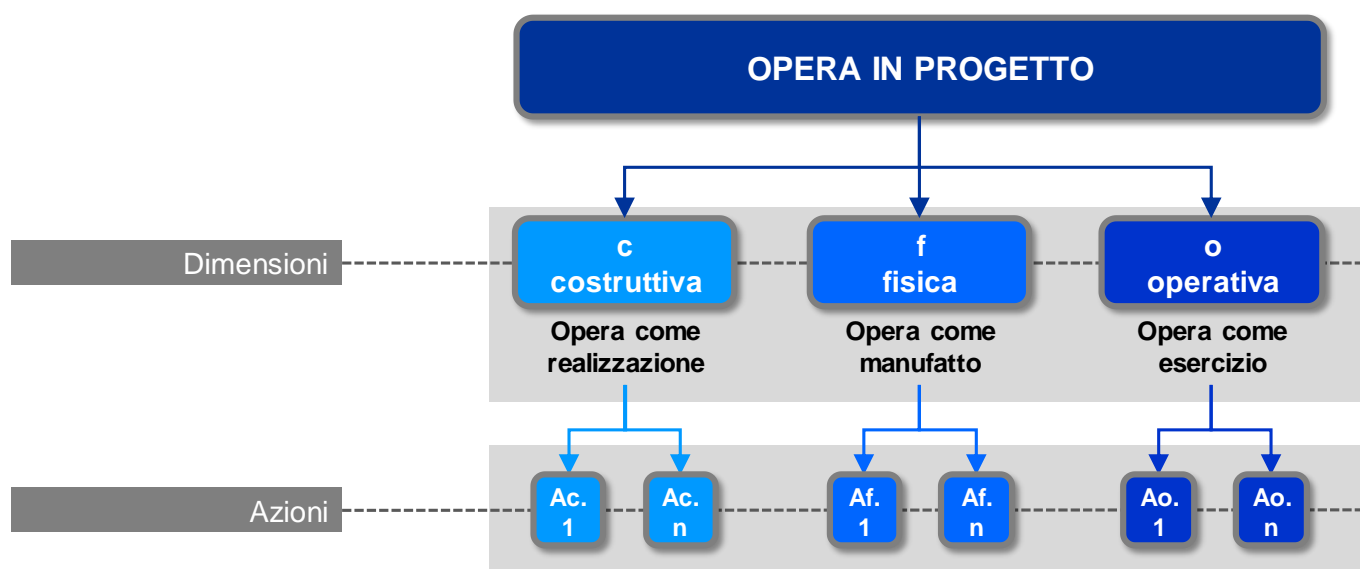 OPERA IN PROGETTO
Dimensioni
c
costruttiva
f
fisica
o
operativa
Opera come
realizzazione
Opera come
manufatto
Opera come
esercizio
Azioni
Ac.
1
Ac.
n
Af.
1
Af.
n
Ao.
1
Ao.
n